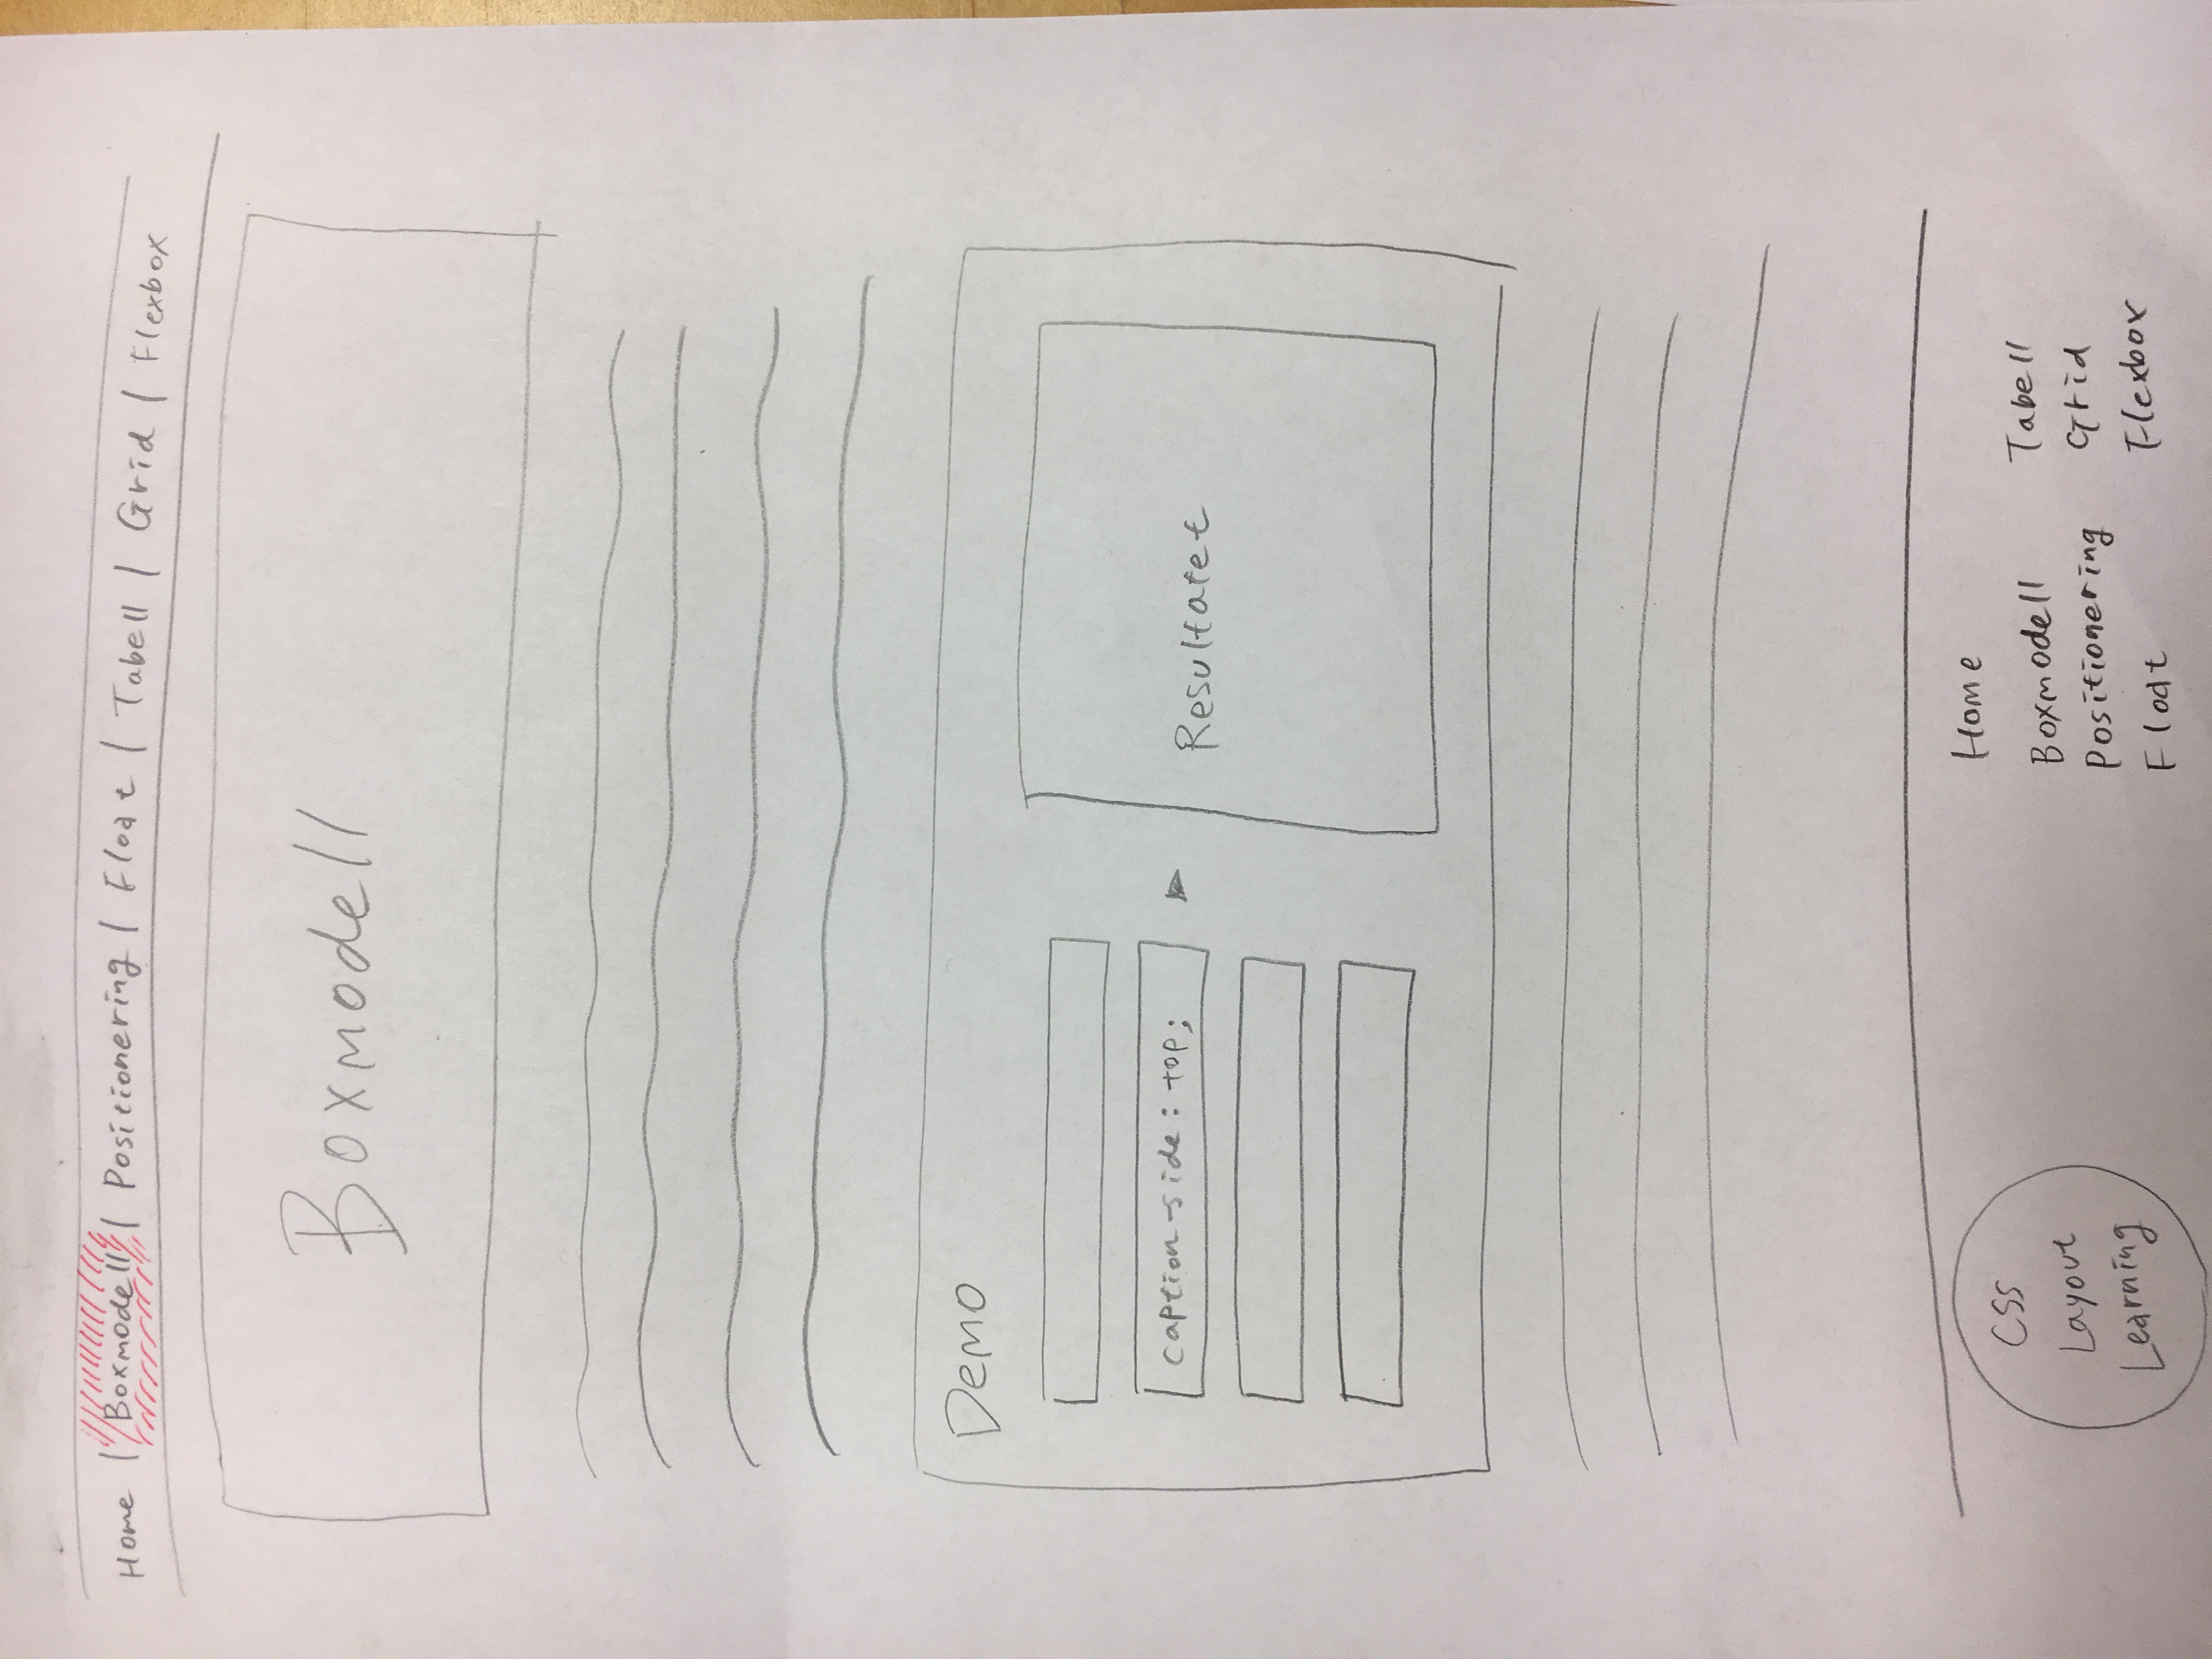 Home | Boxmodell | Positionering | Float | Tabell | Grid | Flexbox
Boxmodell
Demo
caption-side: top;
Resultatet
CSS
Layout
Learning
Home
Boxmodell
Positionering
Float
Tabell
Grid
Flexbox